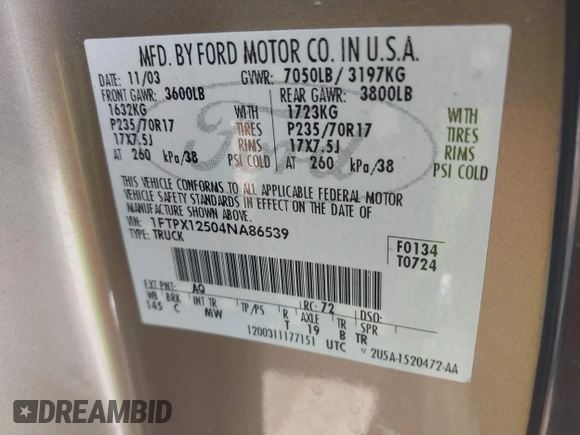 MFD. BY FORD MOTOR CO. IN U.S.A.
DATE: 11/03 GVWR: 7050LB/ 3197KG
FRONT GAWR: 3600LB REAR GAWR: 3800LB
1632KG WITH 1723KG WITH
P235/70R17 TIRES P235/70R17 TIRES
17X7.5J RIMS 17X7.5J RIMS
AT 260 kPa/38 PSI COLD AT 260 kPa/38 PSI COLD
Ford
THIS VEHICLE CONFORMS TO ALL APPLICABLE FEDERAL MOTOR
VEHICLE SAFETY STANDARDS IN EFFECT ON THE DATE OF
MANUFACTURE SHOWN ABOVE.
VIN: 1FTPX12504NA86539
TYPE: TRUCK
F0134
T0724
EXT PNT: AQ RC: 72 DSO:
WB BRK INT TR TP/PS R AXLE TR SPR
145 C MW T 19 B TR
1200311177151 UTC
2U5A-1520472-AA
DREAMBID